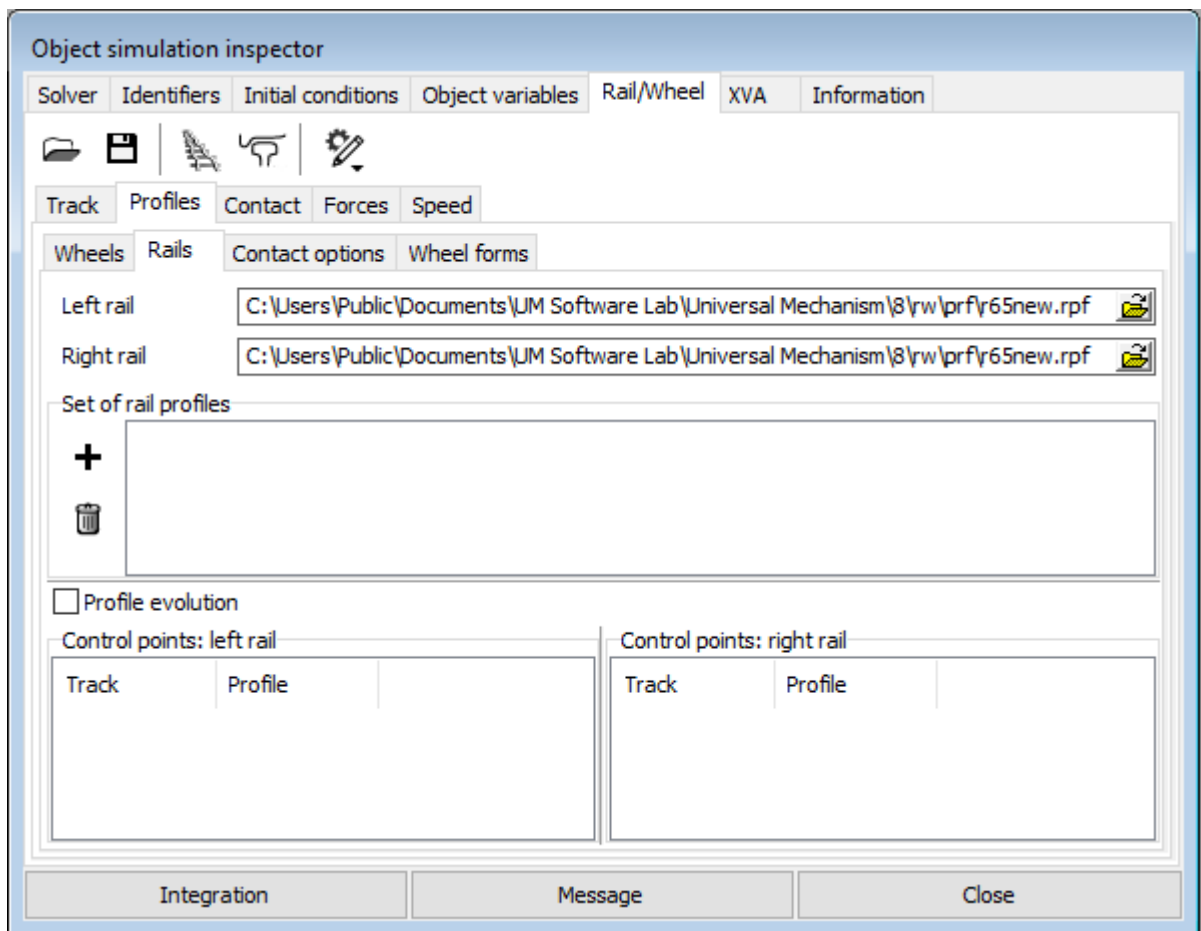 Object simulation inspector
Solver Identifiers Initial conditions Object variables Rail/Wheel XVA Information
Track Profiles Contact Forces Speed
Wheels Rails Contact options Wheel forms
Left rail C:\Users\Public\Documents\UM Software Lab\Universal Mechanism\8\rw\prf\r65new.rpf
Right rail C:\Users\Public\Documents\UM Software Lab\Universal Mechanism\8\rw\prf\r65new.rpf
Set of rail profiles
Profile evolution
Control points: left rail Control points: right rail
Track Profile Track Profile
Integration Message Close